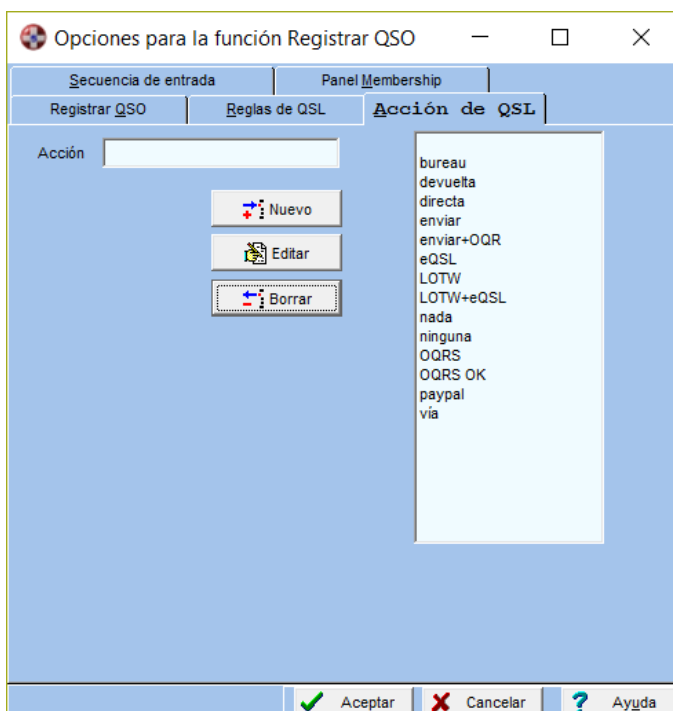 Opciones para la función Registrar QSO
Secuencia de entrada
Panel Membership
Registrar QSO
Reglas de QSL
Acción de QSL
Acción
Nuevo
Editar
Borrar
bureau
devuelta
directa
enviar
enviar+OQR
eQSL
LOTW
LOTW+eQSL
nada
ninguna
OQRS
OQRS OK
paypal
vía
Aceptar
Cancelar
? Ayuda